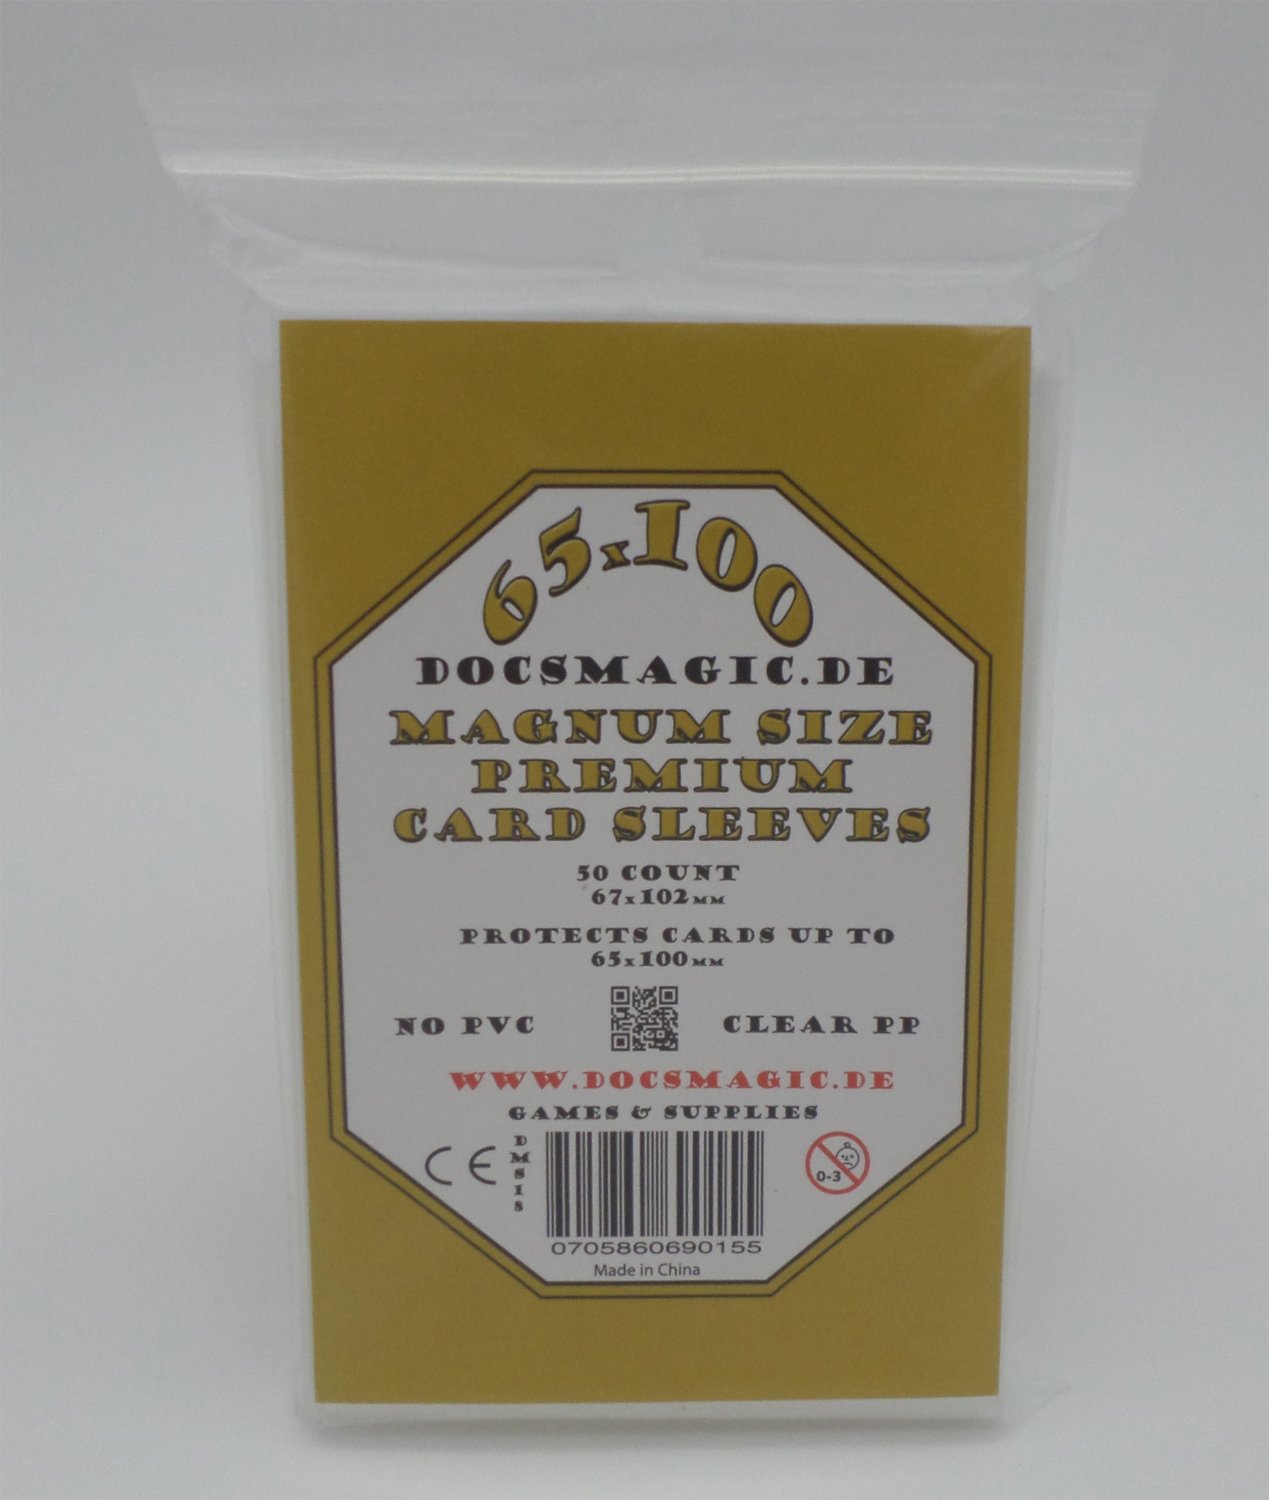 65x100
DOCSMAGIC.DE
MAGNUM SIZE
PREMIUM
CARD SLEEVES
50 COUNT
67x102MM
PROTECTS CARDS UP TO
65x100MM
NO PVC CLEAR PP
WWW.DOCSMAGIC.DE
GAMES & SUPPLIES
CE
DMS18
0-3
0705860690155
Made in China